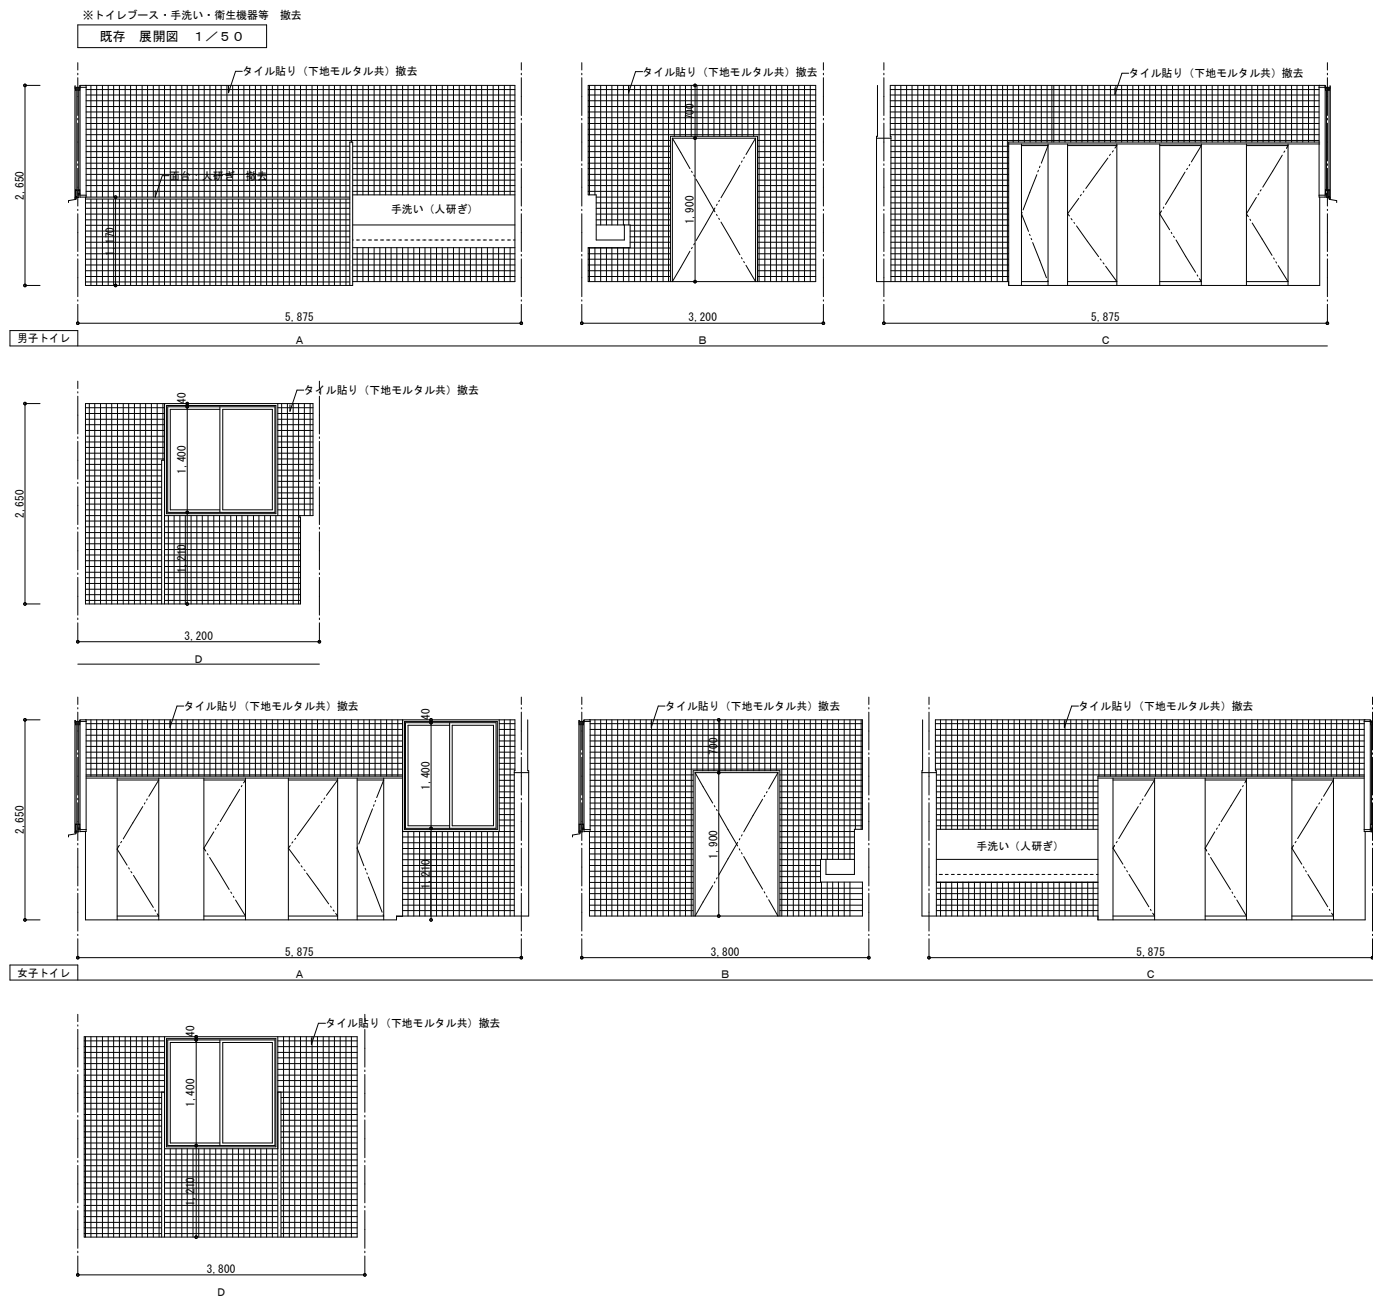 ※トイレブース・手洗い・衛生機器等　撤去
既存　展開図　１／５０
タイル貼り（下地モルタル共）撤去
タイル貼り（下地モルタル共）撤去
タイル貼り（下地モルタル共）撤去
2,650
700
面台　人研ぎ　撤去
手洗い（人研ぎ）
1,900
1,170
5,875
3,200
5,875
男子トイレ
A
B
C
タイル貼り（下地モルタル共）撤去
40
1,400
2,650
1,210
3,200
D
タイル貼り（下地モルタル共）撤去
タイル貼り（下地モルタル共）撤去
タイル貼り（下地モルタル共）撤去
40
700
1,400
2,650
手洗い（人研ぎ）
1,900
1,210
5,875
3,800
5,875
女子トイレ
A
B
C
タイル貼り（下地モルタル共）撤去
40
1,400
1,210
3,800
D